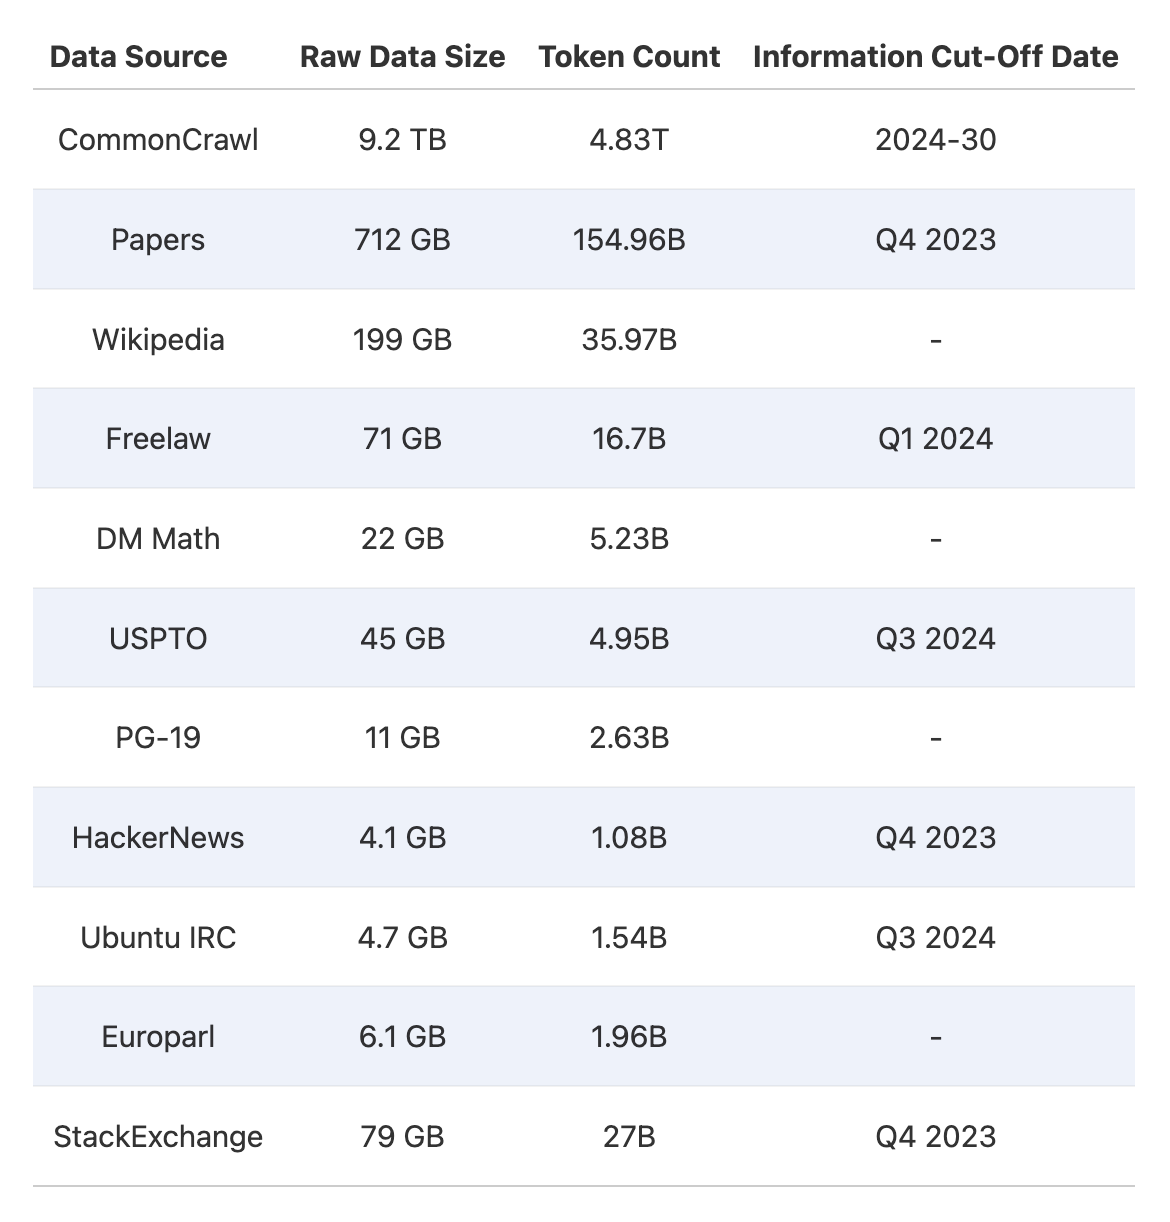 Data Source Raw Data Size Token Count Information Cut-Off Date
CommonCrawl 9.2 TB 4.83T 2024-30
Papers 712 GB 154.96B Q4 2023
Wikipedia 199 GB 35.97B -
Freelaw 71 GB 16.7B Q1 2024
DM Math 22 GB 5.23B -
USPTO 45 GB 4.95B Q3 2024
PG-19 11 GB 2.63B -
HackerNews 4.1 GB 1.08B Q4 2023
Ubuntu IRC 4.7 GB 1.54B Q3 2024
Europarl 6.1 GB 1.96B -
StackExchange 79 GB 27B Q4 2023